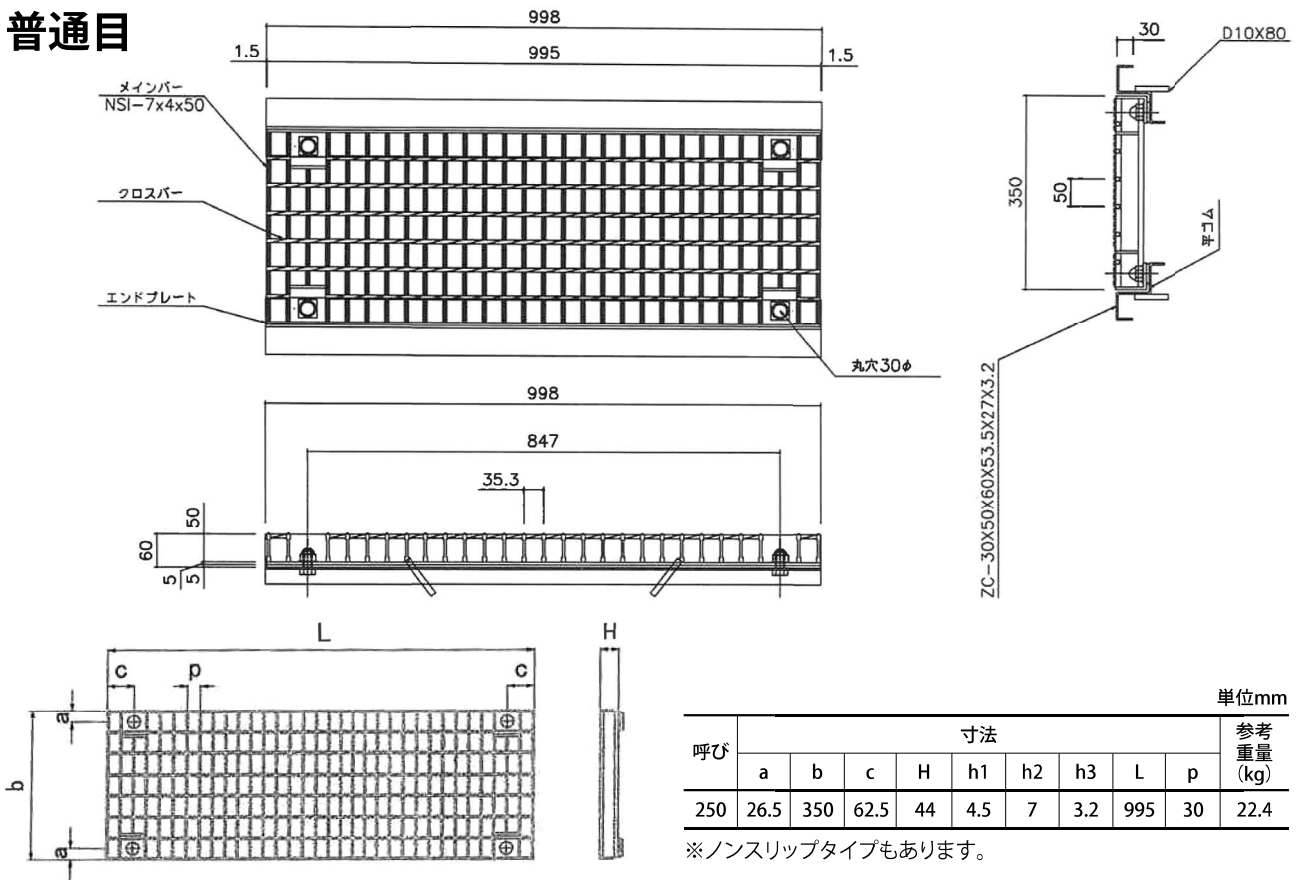 普通目
998
1.5
995
1.5
メインバー
NSI-7x4x50
クロスバー
エンドプレート
丸穴30φ
30
D10X80
350
50
平ゴム
ZC-30X50X60X53.5X27X3.2
998
847
35.3
50
60
5
5
L
H
c
p
c
a
b
a
単位mm
呼び
寸法
参考
重量
(kg)
a b c H h1 h2 h3 L p
250 26.5 350 62.5 44 4.5 7 3.2 995 30 22.4
※ノンスリップタイプもあります。